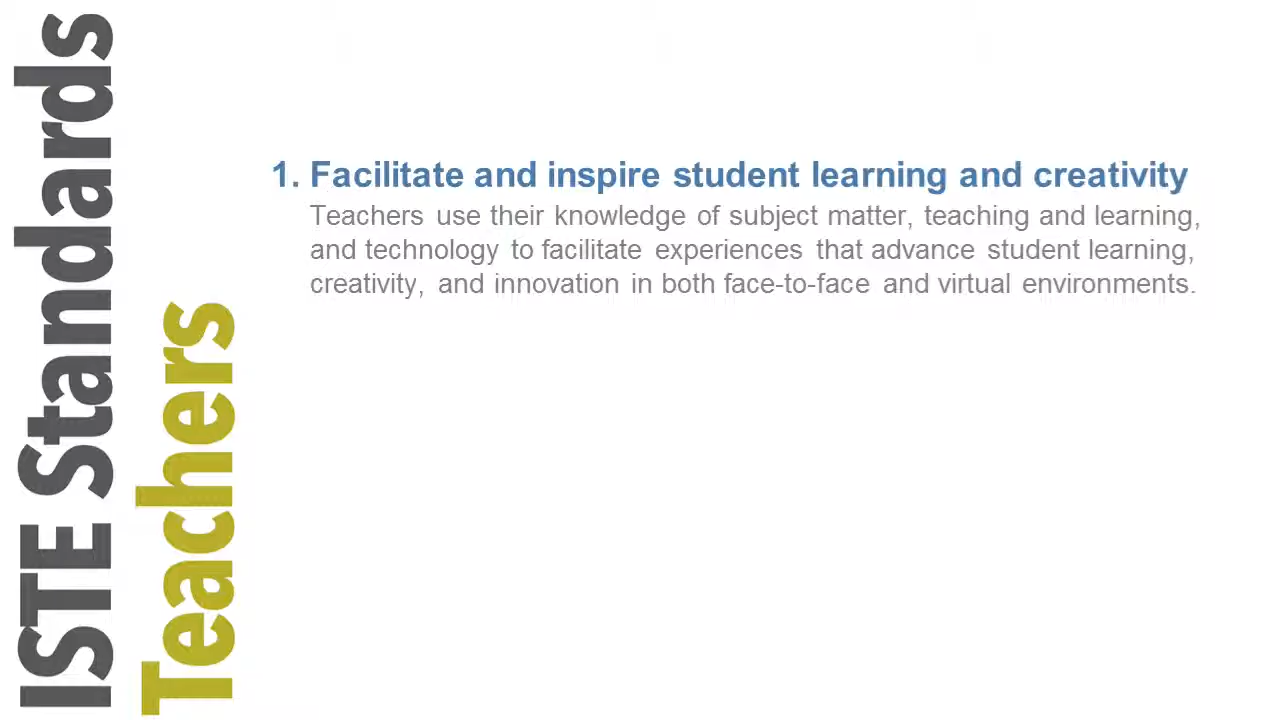 ISTE Standards
Teachers
1. Facilitate and inspire student learning and creativity
Teachers use their knowledge of subject matter, teaching and learning,
and technology to facilitate experiences that advance student learning,
creativity, and innovation in both face-to-face and virtual environments.